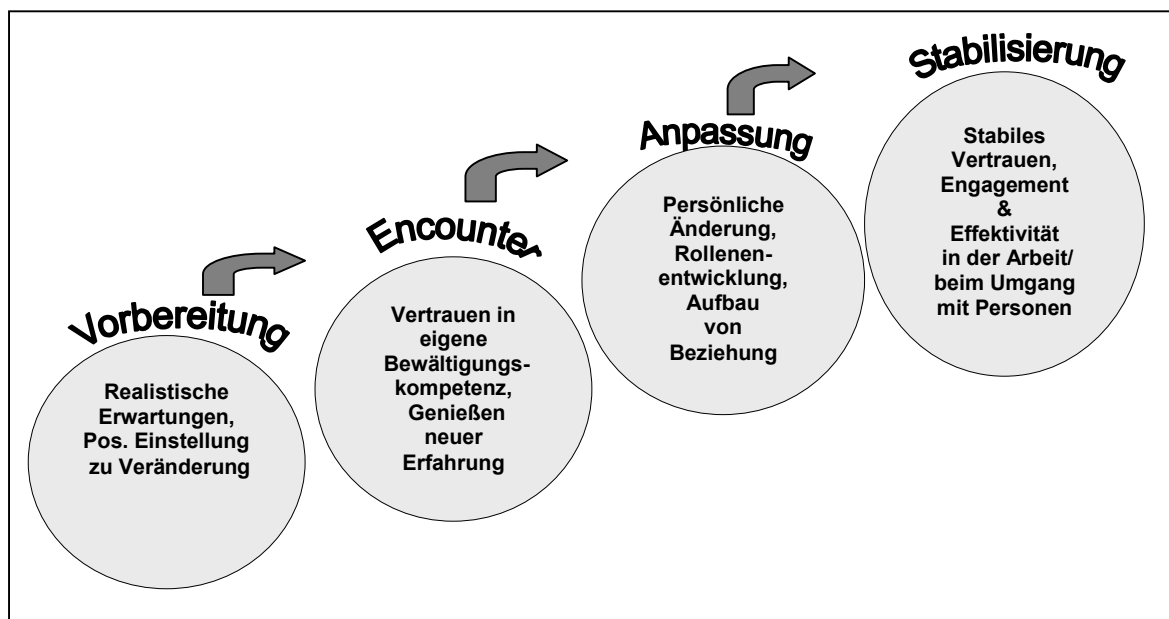 Vorbereitung
Realistische
Erwartungen,
Pos. Einstellung
zu Veränderung
Encounter
Vertrauen in
eigene
Bewältigungs-
kompetenz,
Genießen
neuer
Erfahrung
Anpassung
Persönliche
Änderung,
Rollenen-
entwicklung,
Aufbau
von
Beziehung
Stabilisierung
Stabiles
Vertrauen,
Engagement
&
Effektivität
in der Arbeit/
beim Umgang
mit Personen